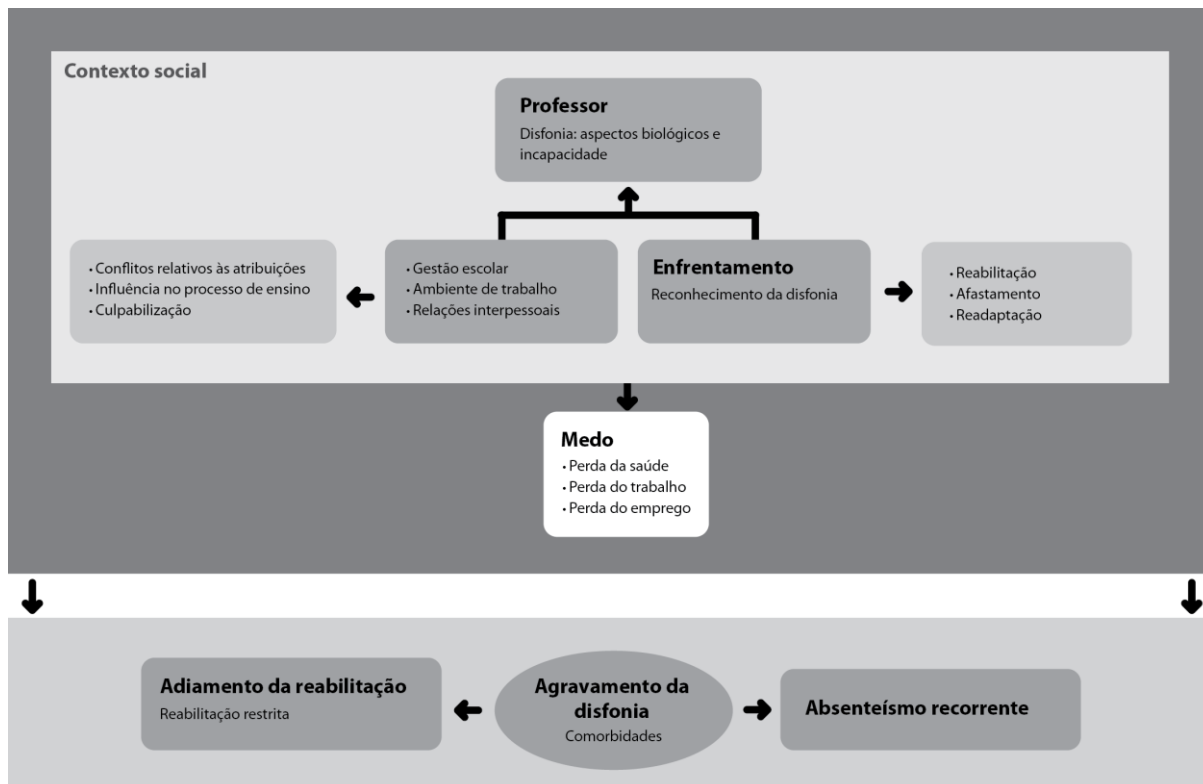 Contexto social
Professor
Disfonia: aspectos biológicos e
incapacidade
• Conflitos relativos às atribuições
• Influência no processo de ensino
• Culpabilização
• Gestão escolar
• Ambiente de trabalho
• Relações interpessoais
Enfrentamento
Reconhecimento da disfonia
• Reabilitação
• Afastamento
• Readaptação
Medo
• Perda da saúde
• Perda do trabalho
• Perda do emprego
Adiamento da reabilitação
Reabilitação restrita
Agravamento da
disfonia
Comorbidades
Absenteísmo recorrente